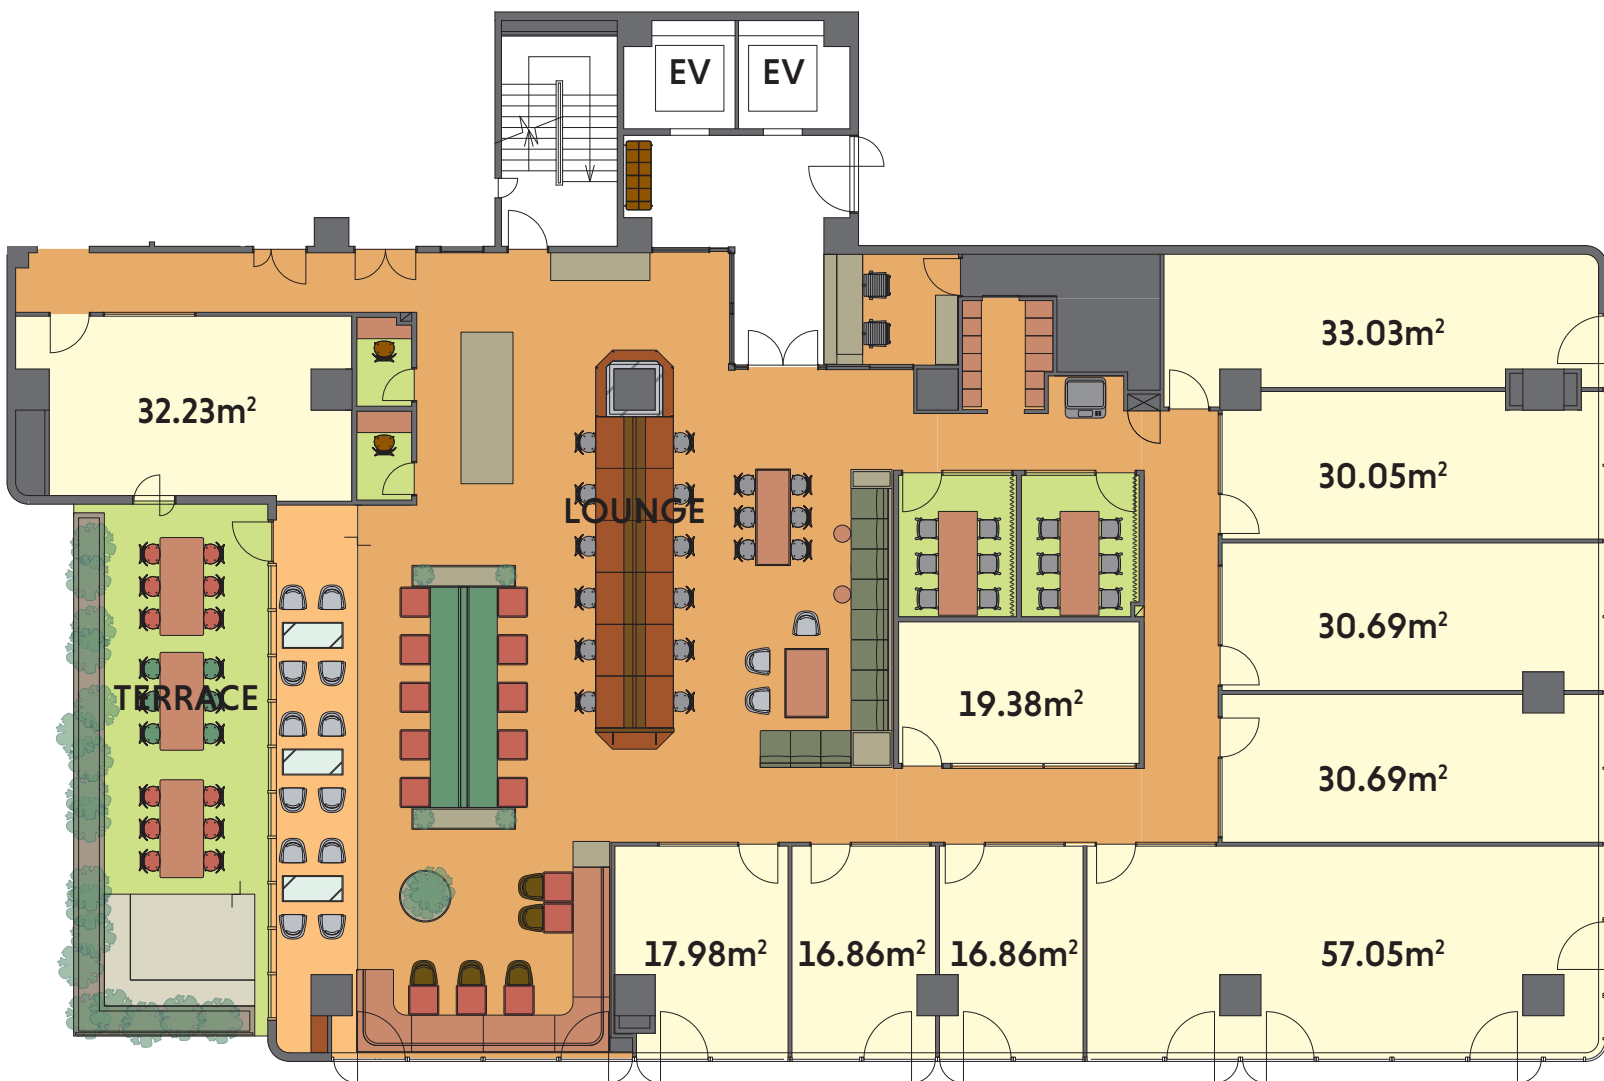 EV
EV
33.03m²
32.23m²
30.05m²
LOUNGE
30.69m²
TERRACE
19.38m²
30.69m²
17.98m²
16.86m²
16.86m²
57.05m²